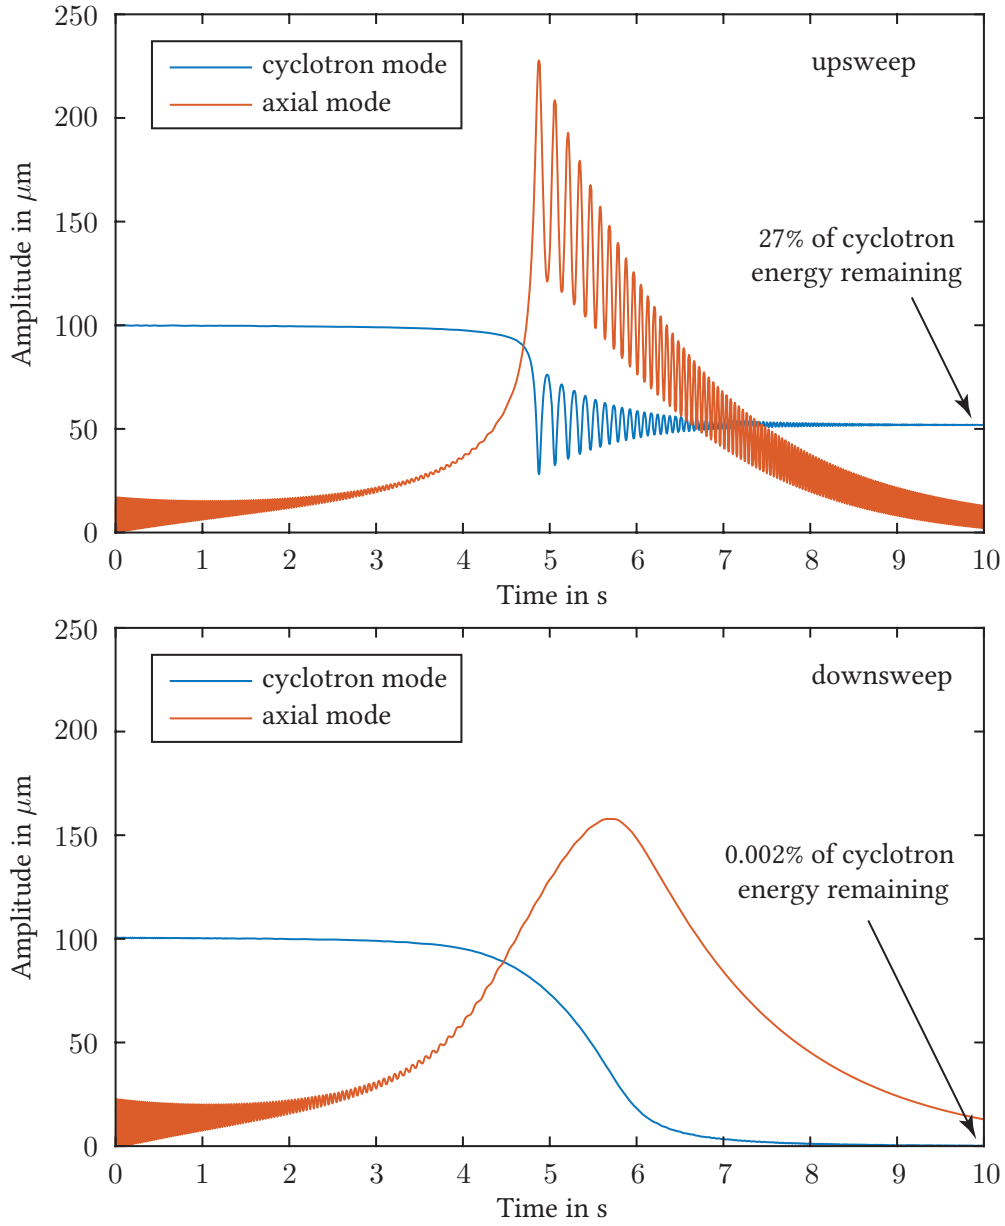 250
200
150
100
50
0
Amplitude in μm
cyclotron mode
axial mode
upsweep
27% of cyclotron
energy remaining
0 1 2 3 4 5 6 7 8 9 10
Time in s
250
200
150
100
50
0
Amplitude in μm
cyclotron mode
axial mode
downsweep
0.002% of cyclotron
energy remaining
0 1 2 3 4 5 6 7 8 9 10
Time in s